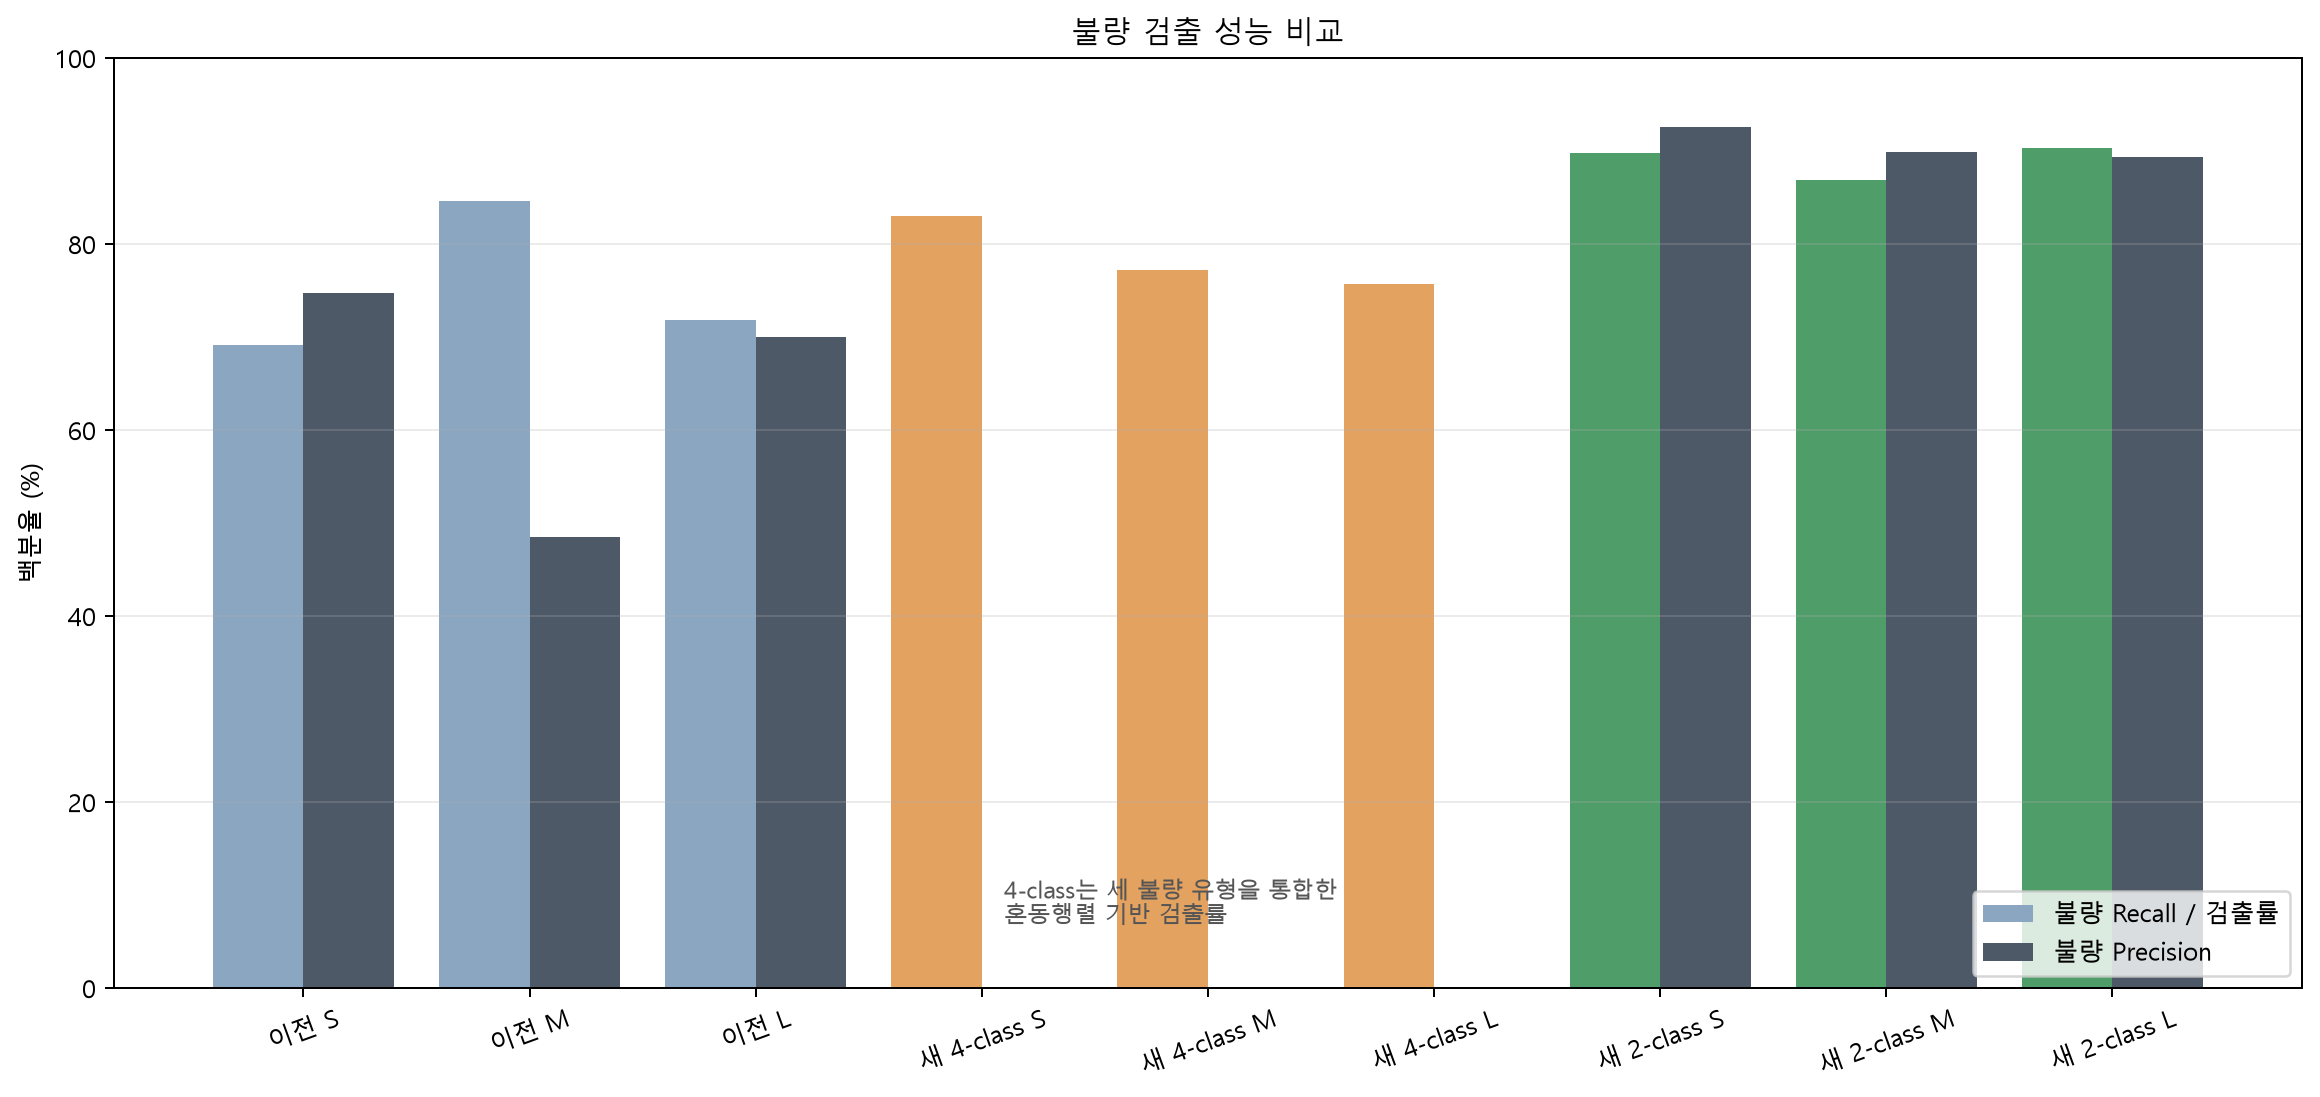 불량 검출 성능 비교
백분율 (%)
100
80
60
40
20
0
4-class는 세 불량 유형을 통합한
혼동행렬 기반 검출률
불량 Recall / 검출률
불량 Precision
이전 S
이전 M
이전 L
새 4-class S
새 4-class M
새 4-class L
새 2-class S
새 2-class M
새 2-class L